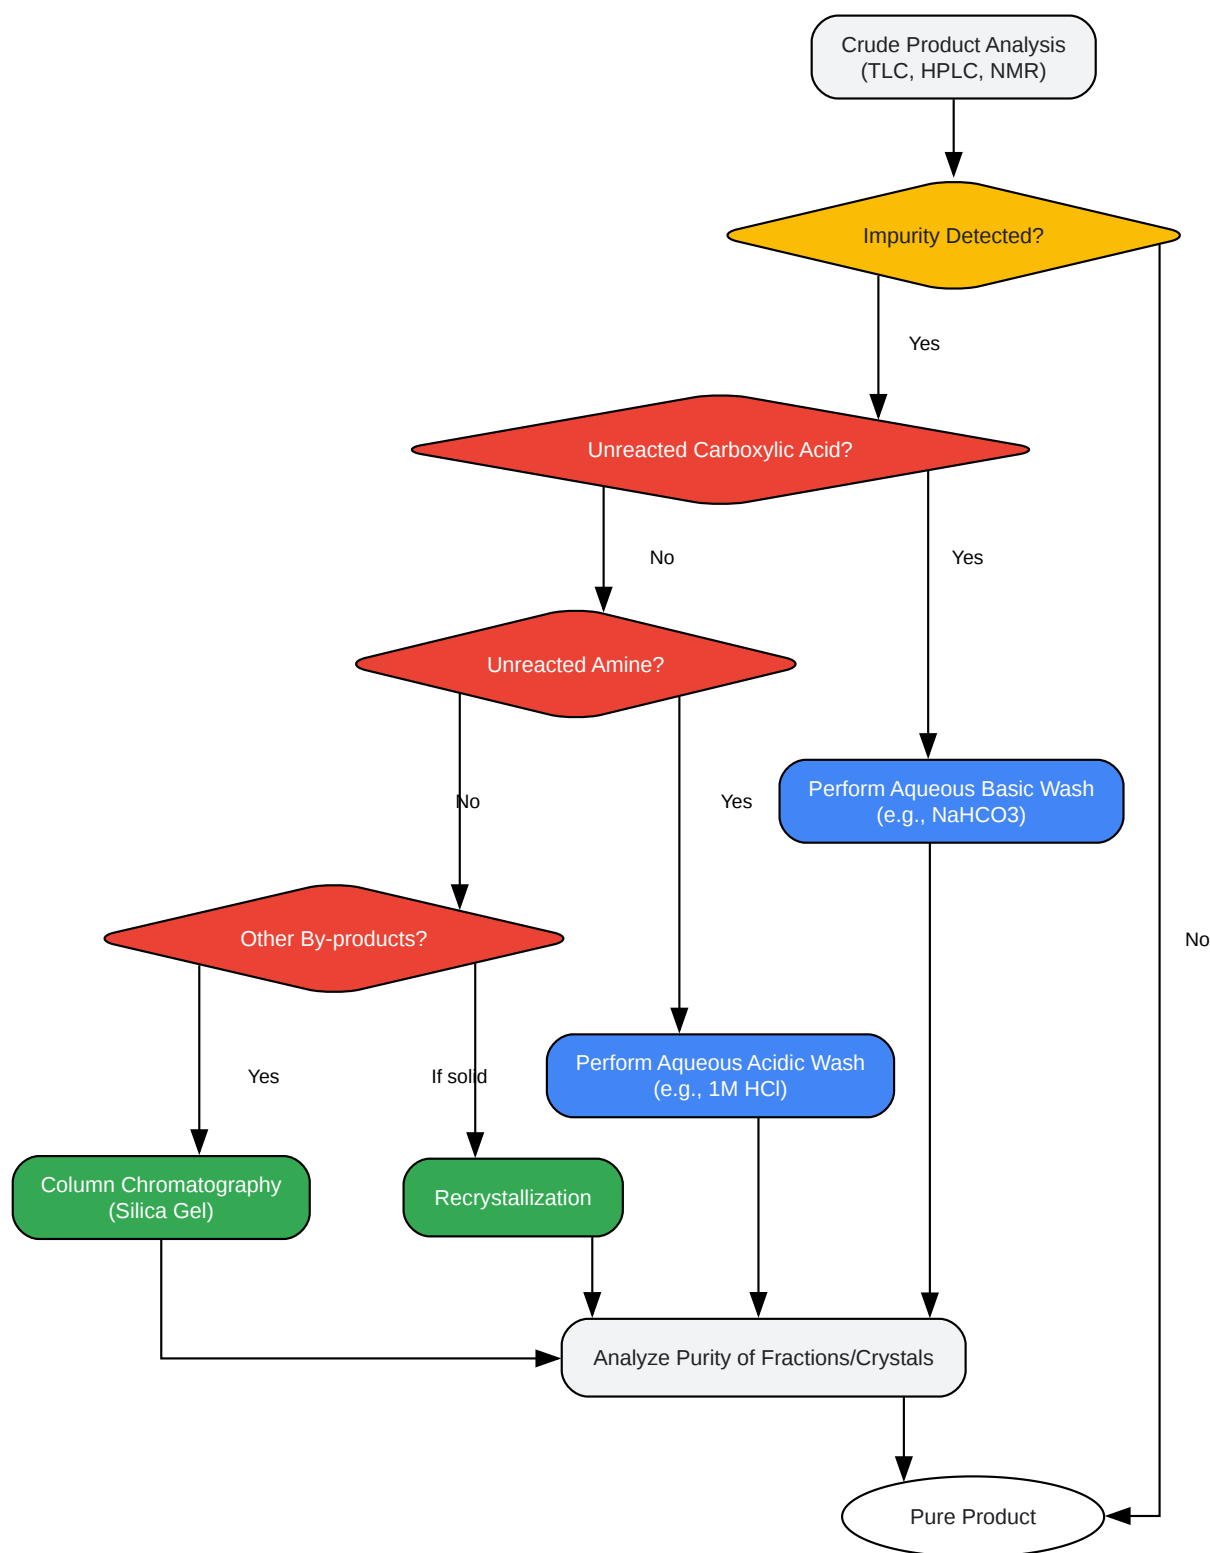 Crude Product Analysis
(TLC, HPLC, NMR)
Impurity Detected?
Yes
Unreacted Carboxylic Acid?
No
Yes
Unreacted Amine?
Perform Aqueous Basic Wash
(e.g., NaHCO3)
No
Yes
Other By-products?
No
Perform Aqueous Acidic Wash
(e.g., 1M HCl)
Yes
If solid
Column Chromatography
(Silica Gel)
Recrystallization
Analyze Purity of Fractions/Crystals
Pure Product